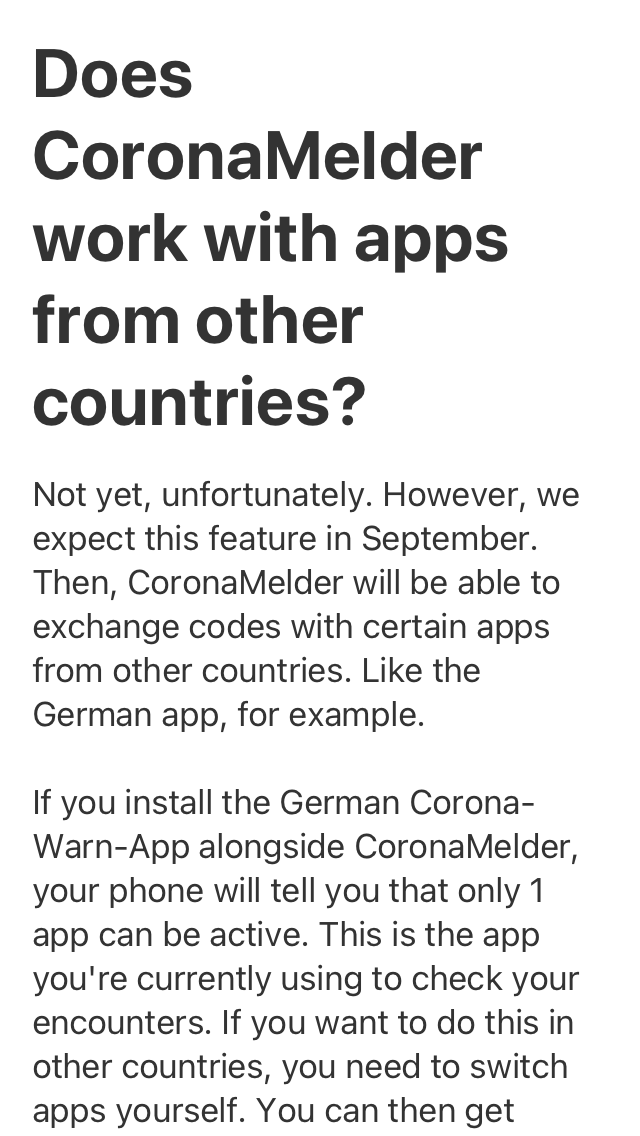 Does
CoronaMelder
work with apps
from other
countries?
Not yet, unfortunately. However, we
expect this feature in September.
Then, CoronaMelder will be able to
exchange codes with certain apps
from other countries. Like the
German app, for example.
If you install the German Corona-
Warn-App alongside CoronaMelder,
your phone will tell you that only 1
app can be active. This is the app
you're currently using to check your
encounters. If you want to do this in
other countries, you need to switch
apps yourself. You can then get